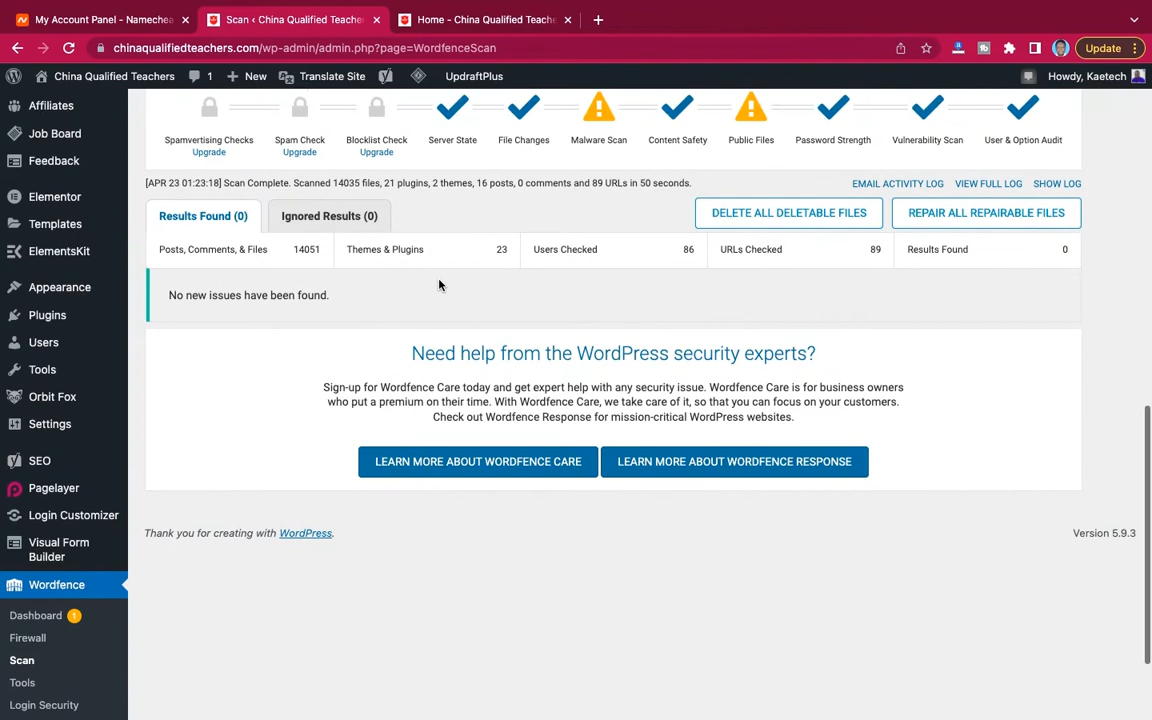 My Account Panel - Namechea
Scan ‹ China Qualified Teache
Home - China Qualified Teache
chinaqualifiedteachers.com/wp-admin/admin.php?page=WordfenceScan
Update
China Qualified Teachers
1
New
Translate Site
UpdraftPlus
Howdy, Kaetech
Affiliates
Job Board
Feedback
Elementor
Templates
ElementsKit
Appearance
Plugins
Users
Tools
Orbit Fox
Settings
SEO
Pagelayer
Login Customizer
Visual Form
Builder
Wordfence
Dashboard 1
Firewall
Scan
Tools
Login Security
Spamvertising Checks Spam Check Blocklist Check Server State File Changes Malware Scan Content Safety Public Files Password Strength Vulnerability Scan User & Option Audit
Upgrade Upgrade Upgrade
[APR 23 01:23:18] Scan Complete. Scanned 14035 files, 21 plugins, 2 themes, 16 posts, 0 comments and 89 URLs in 50 seconds.
EMAIL ACTIVITY LOG VIEW FULL LOG SHOW LOG
Results Found (0) Ignored Results (0)
DELETE ALL DELETABLE FILES REPAIR ALL REPAIRABLE FILES
Posts, Comments, & Files 14051 Themes & Plugins 23 Users Checked 86 URLs Checked 89 Results Found 0
No new issues have been found.
Need help from the WordPress security experts?
Sign-up for Wordfence Care today and get expert help with any security issue. Wordfence Care is for business owners
who put a premium on their time. With Wordfence Care, we take care of it, so that you can focus on your customers.
Check out Wordfence Response for mission-critical WordPress websites.
LEARN MORE ABOUT WORDFENCE CARE LEARN MORE ABOUT WORDFENCE RESPONSE
Thank you for creating with WordPress.
Version 5.9.3